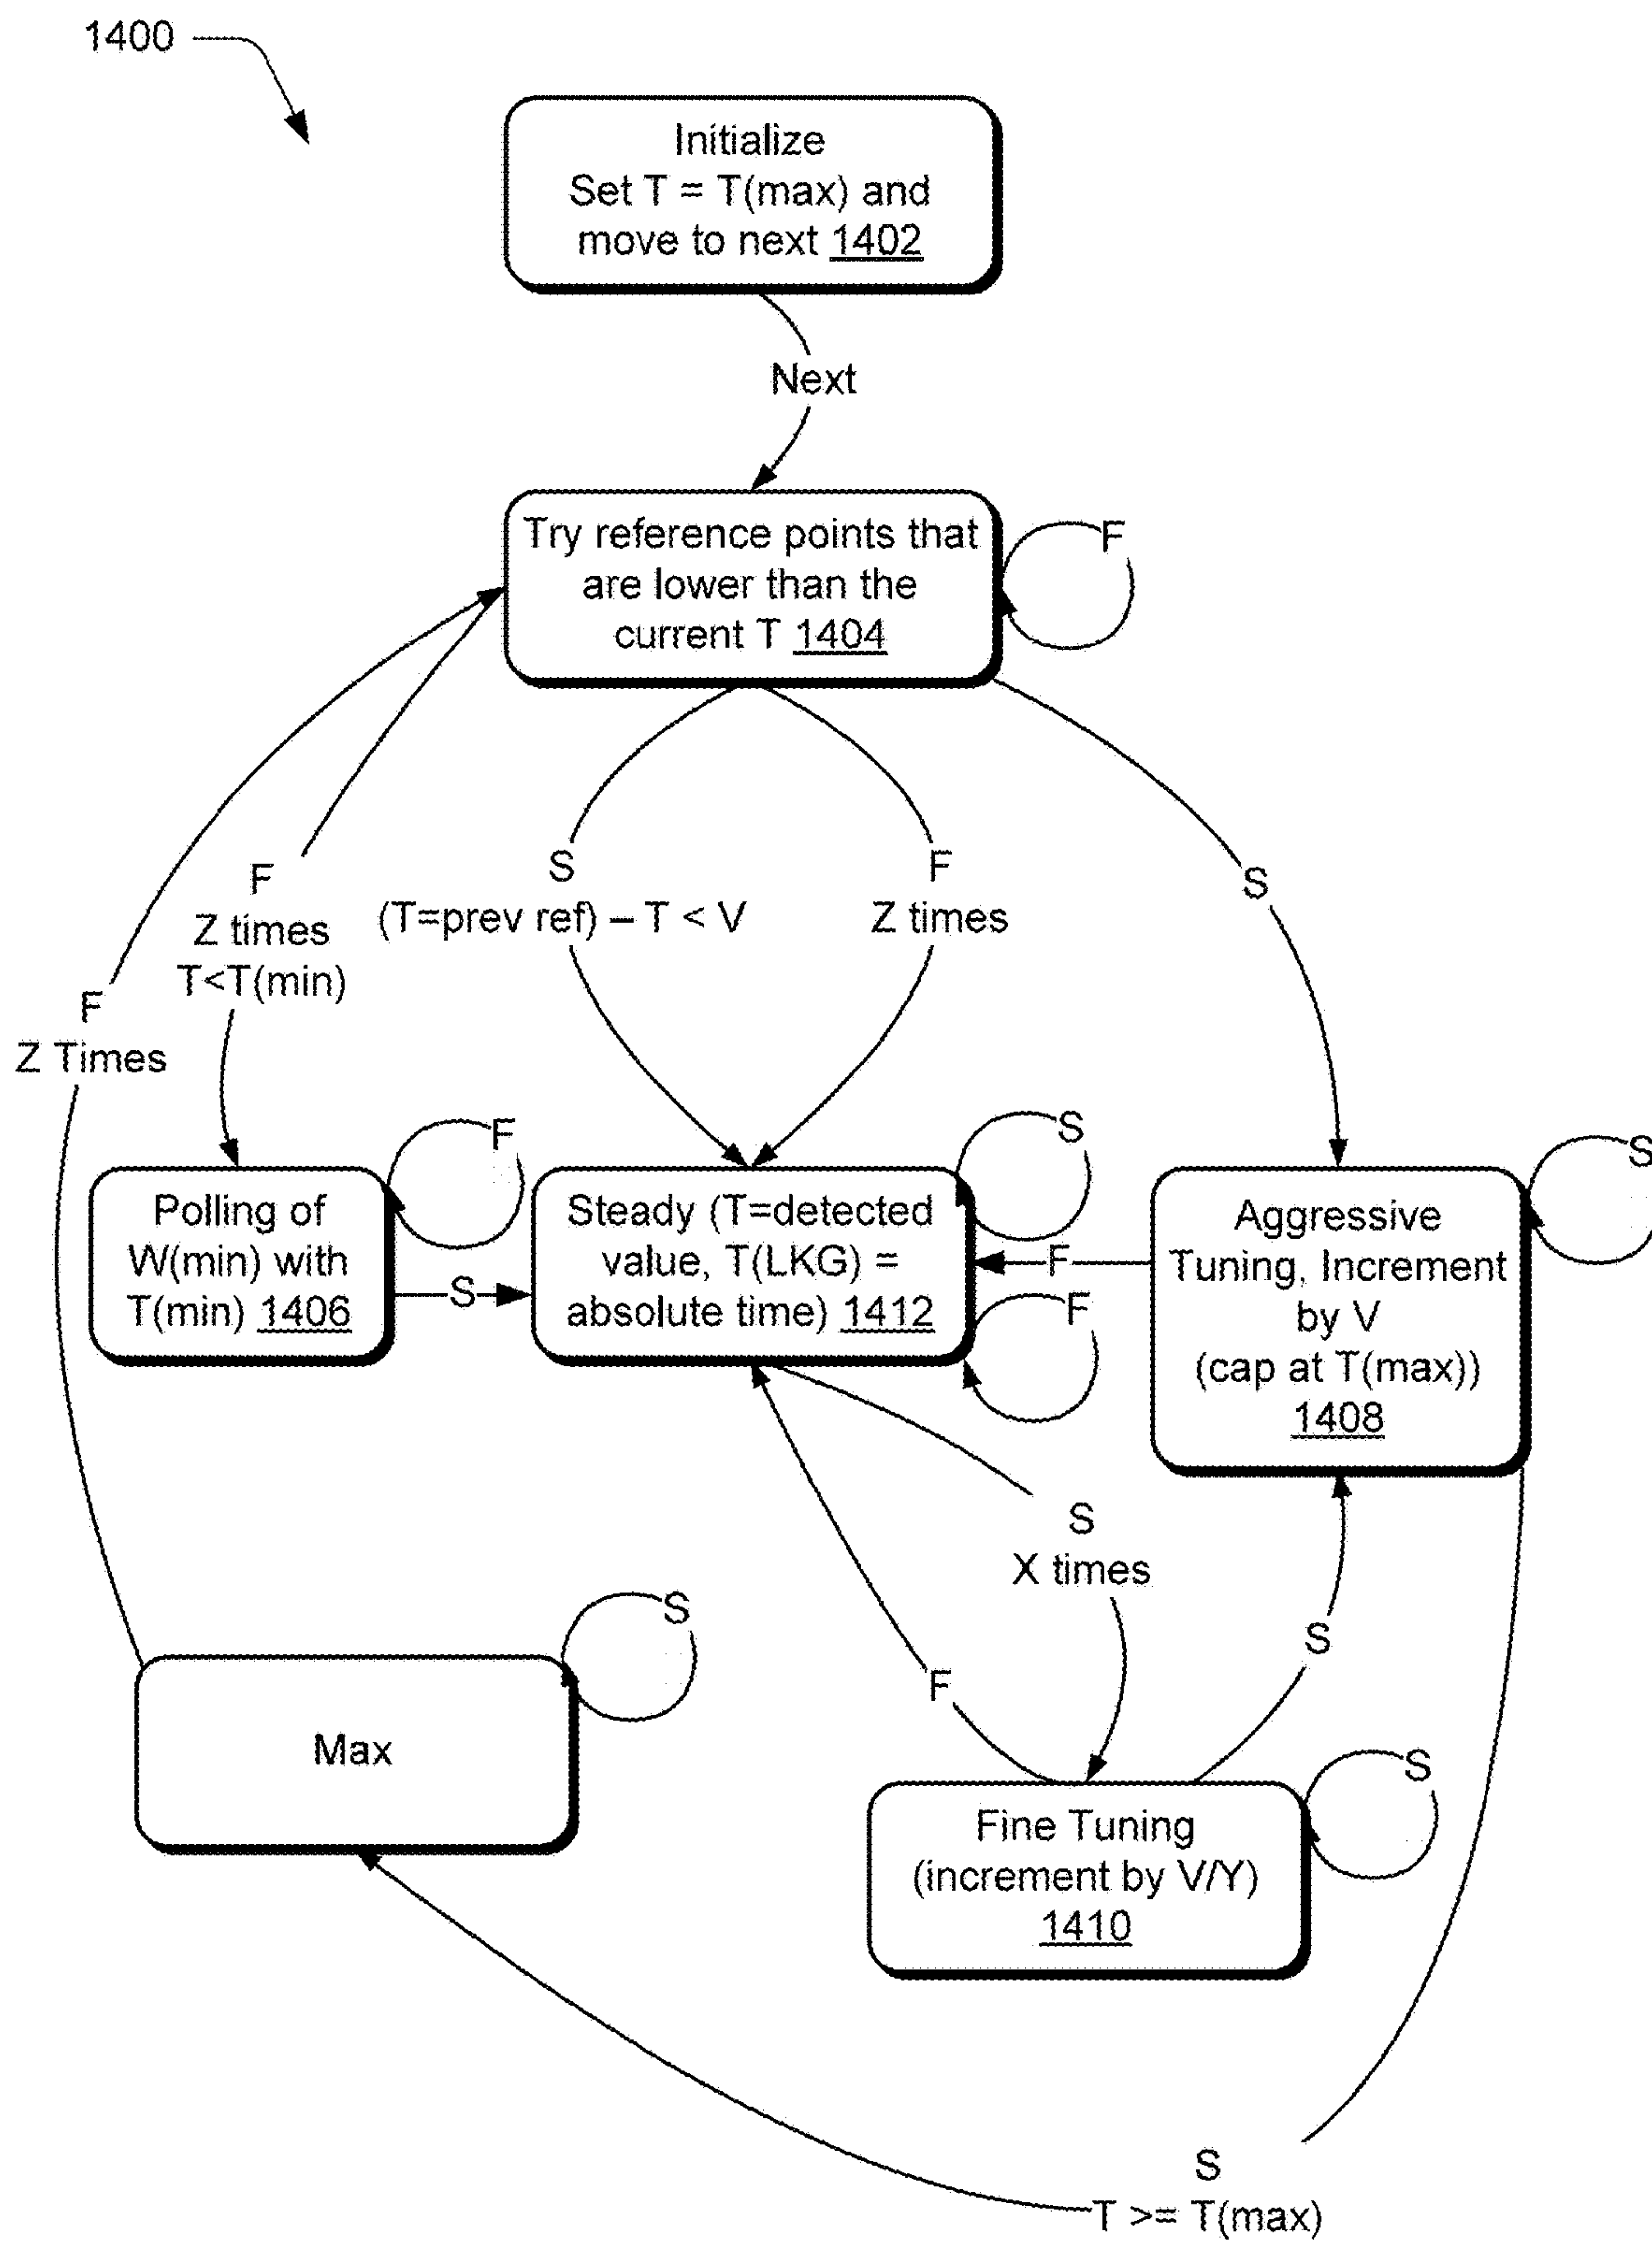 1400
Initialize
Set T = T(max) and
move to next 1402
Next
Try reference points that
are lower than the
current T 1404
F
S
(T=prev ref) – T < V
F
Z times
S
F
Z times
T<T(min)
F
Z Times
F
Polling of
W(min) with
T(min) 1406
S
Steady (T=detected
value, T(LKG) =
absolute time) 1412
S
F
F
Aggressive
Tuning, Increment
by V
(cap at T(max))
1408
S
S
X times
F
S
Max
S
Fine Tuning
(increment by V/Y)
1410
S
S
T >= T(max)